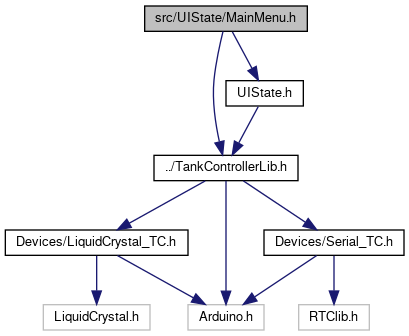 src/UIState/MainMenu.h
UIState.h
../TankControllerLib.h
Devices/LiquidCrystal_TC.h
Devices/Serial_TC.h
LiquidCrystal.h
Arduino.h
RTClib.h